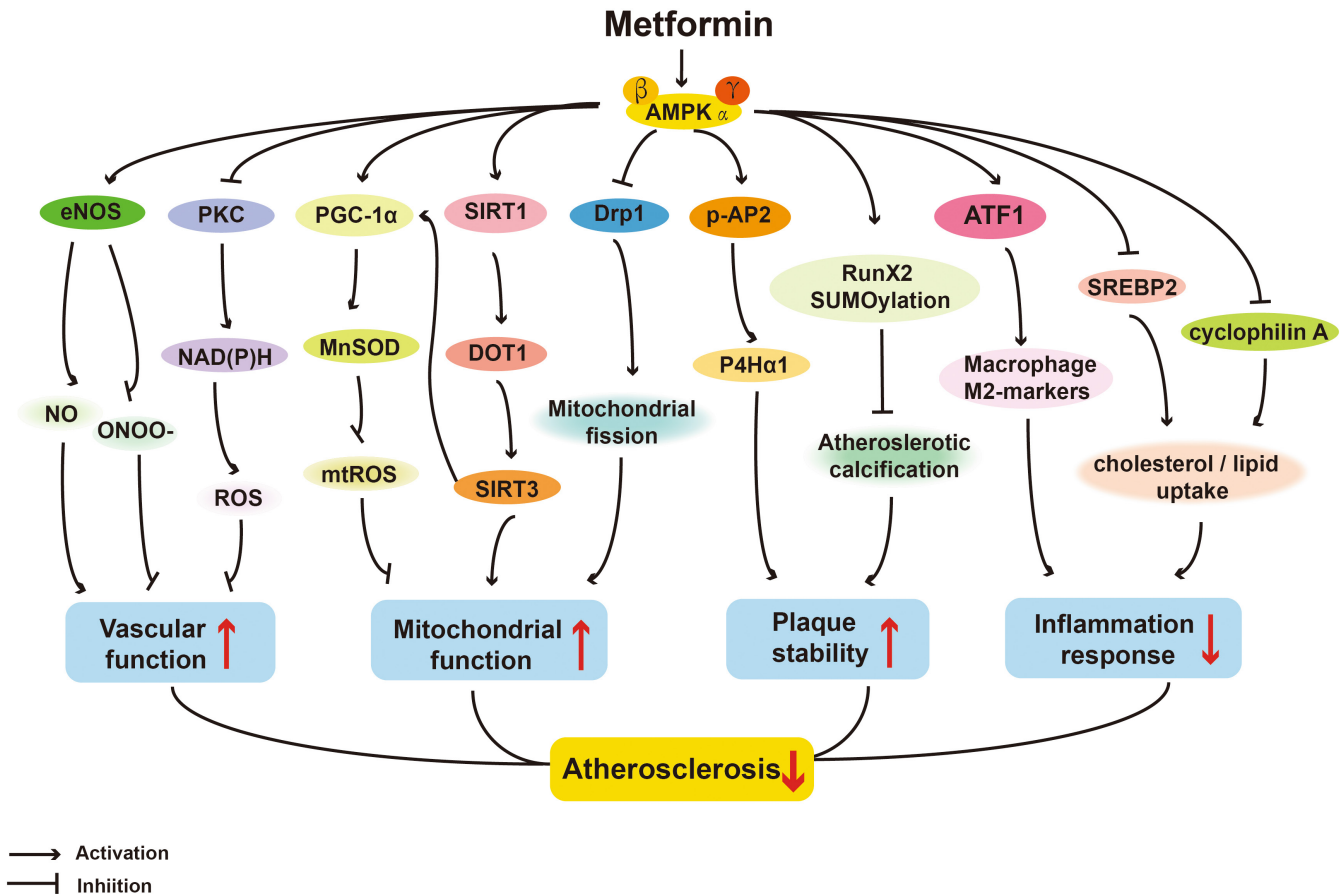 Metformin
β
γ
AMPK α
eNOS
PKC
PGC-1α
SIRT1
Drp1
p-AP2
ATF1
RunX2
SUMOylation
SREBP2
cyclophilin A
NAD(P)H
MnSOD
DOT1
P4Hα1
Macrophage
M2-markers
NO
ONOO-
Mitochondrial
fission
Atheroslerotic
calcification
mtROS
SIRT3
ROS
cholesterol / lipid
uptake
Vascular
function
Mitochondrial
function
Plaque
stability
Inflammation
response
Atherosclerosis
Activation
Inhiition